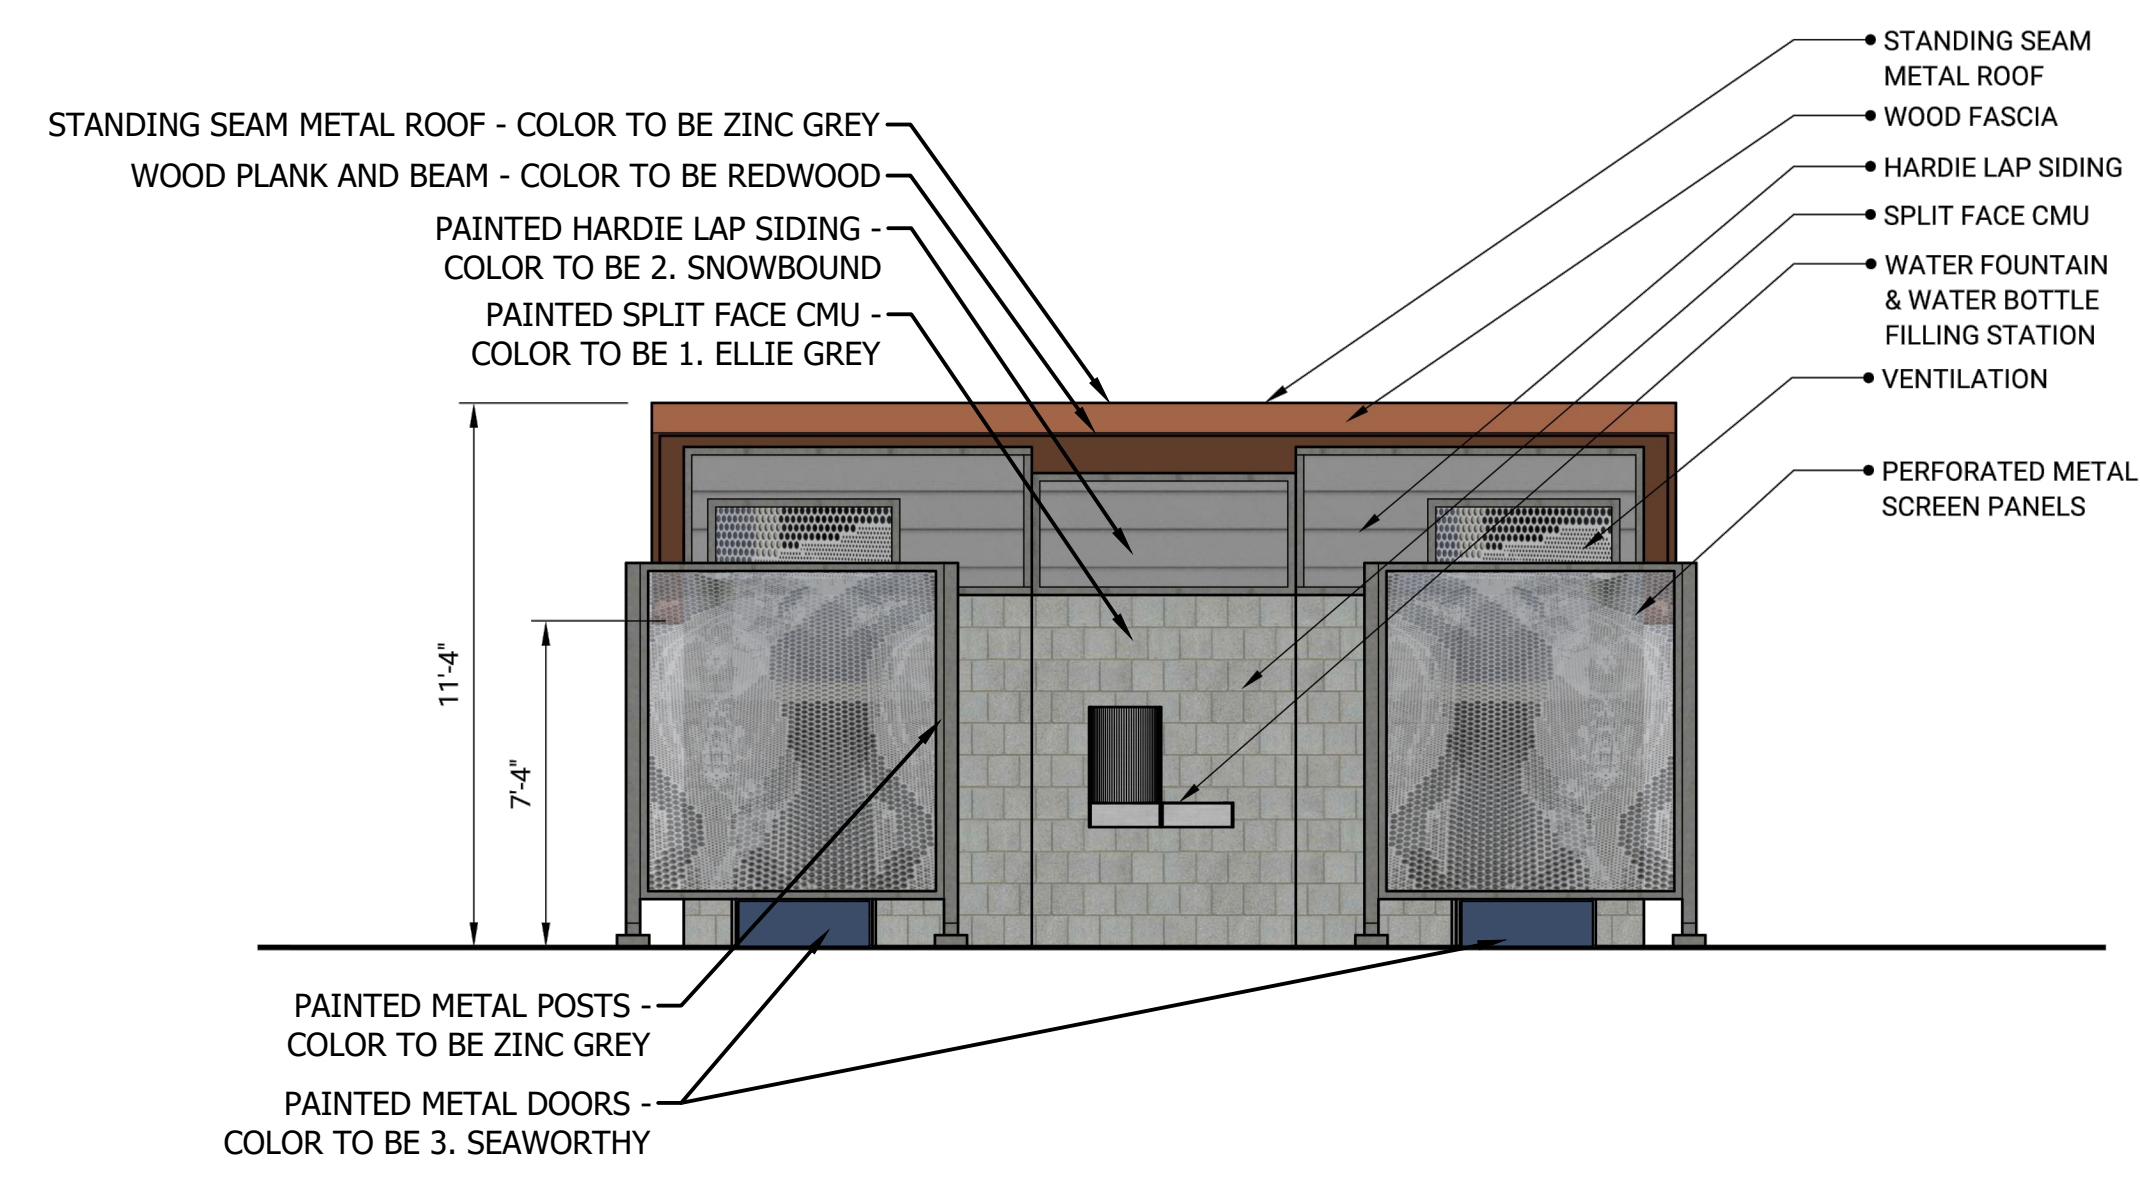 STANDING SEAM METAL ROOF - COLOR TO BE ZINC GREY
WOOD PLANK AND BEAM - COLOR TO BE REDWOOD
PAINTED HARDIE LAP SIDING -
COLOR TO BE 2. SNOWBOUND
PAINTED SPLIT FACE CMU -
COLOR TO BE 1. ELLIE GREY
STANDING SEAM
METAL ROOF
WOOD FASCIA
HARDIE LAP SIDING
SPLIT FACE CMU
WATER FOUNTAIN
& WATER BOTTLE
FILLING STATION
VENTILATION
PERFORATED METAL
SCREEN PANELS
11'-4"
7'-4"
PAINTED METAL POSTS -
COLOR TO BE ZINC GREY
PAINTED METAL DOORS -
COLOR TO BE 3. SEAWORTHY